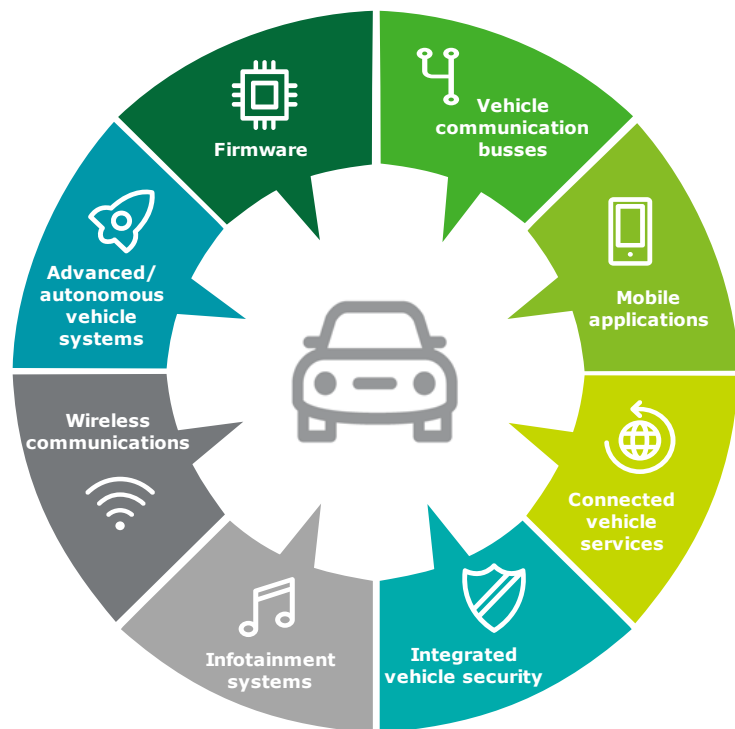 Firmware
Vehicle
communication
busses
Mobile
applications
Connected
vehicle
services
Integrated
vehicle security
Infotainment
systems
Wireless
communications
Advanced/
autonomous
vehicle
systems